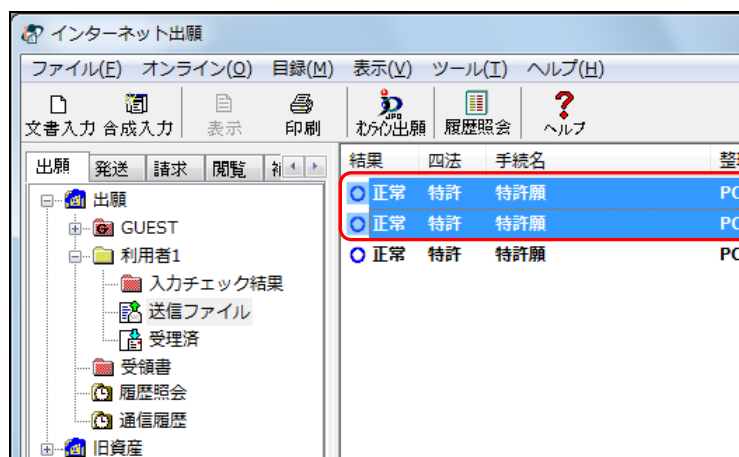 インターネット出願
ファイル(F) オンライン(O) 目録(M) 表示(V) ツール(T) ヘルプ(H)
文書入力 合成入力 表示 印刷 オンライン出願 履歴照会 ヘルプ
出願 発送 請求 閲覧
結果 四法 手続名
正常 特許 特許願 PO
正常 特許 特許願 PO
正常 特許 特許願 PO
出願
GUEST
利用者1
入力チェック結果
送信ファイル
受理済
受領書
履歴照会
通信履歴
旧資産